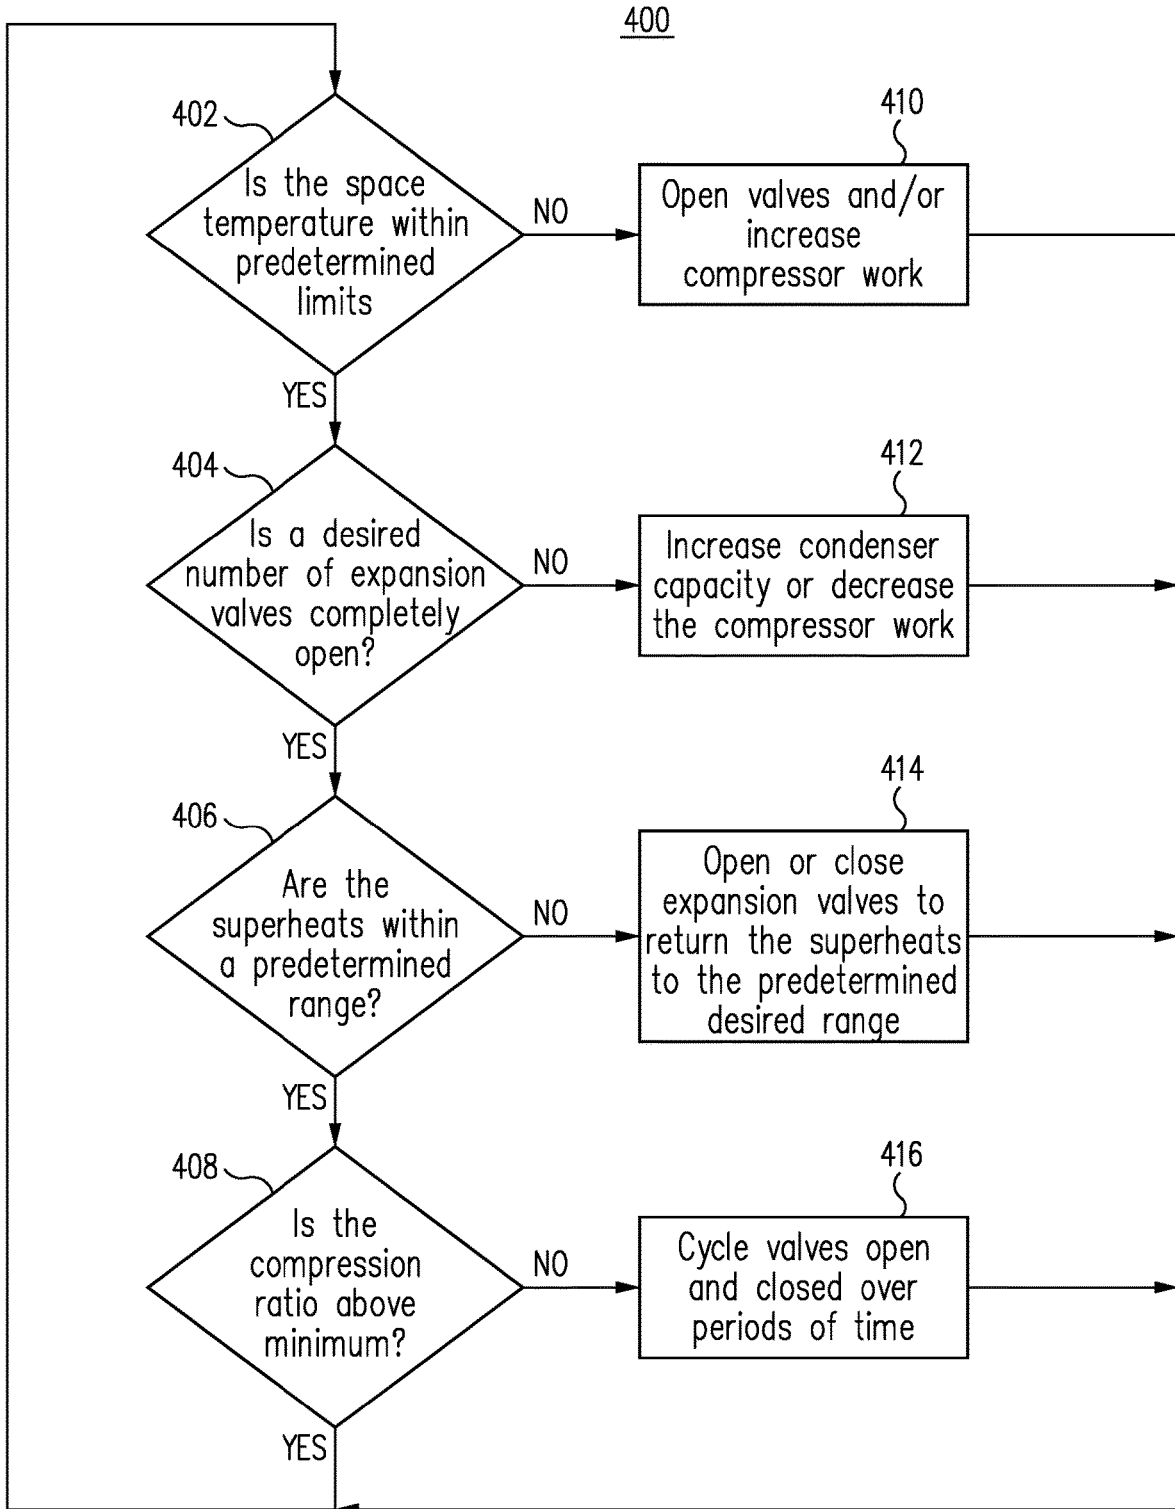 400
402
Is the space
temperature within
predetermined
limits
NO
410
Open valves and/or
increase
compressor work
YES
404
Is a desired
number of expansion
valves completely
open?
NO
412
Increase condenser
capacity or decrease
the compressor work
YES
406
Are the
superheats within
a predetermined
range?
NO
414
Open or close
expansion valves to
return the superheats
to the predetermined
desired range
YES
408
Is the
compression
ratio above
minimum?
NO
416
Cycle valves open
and closed over
periods of time
YES